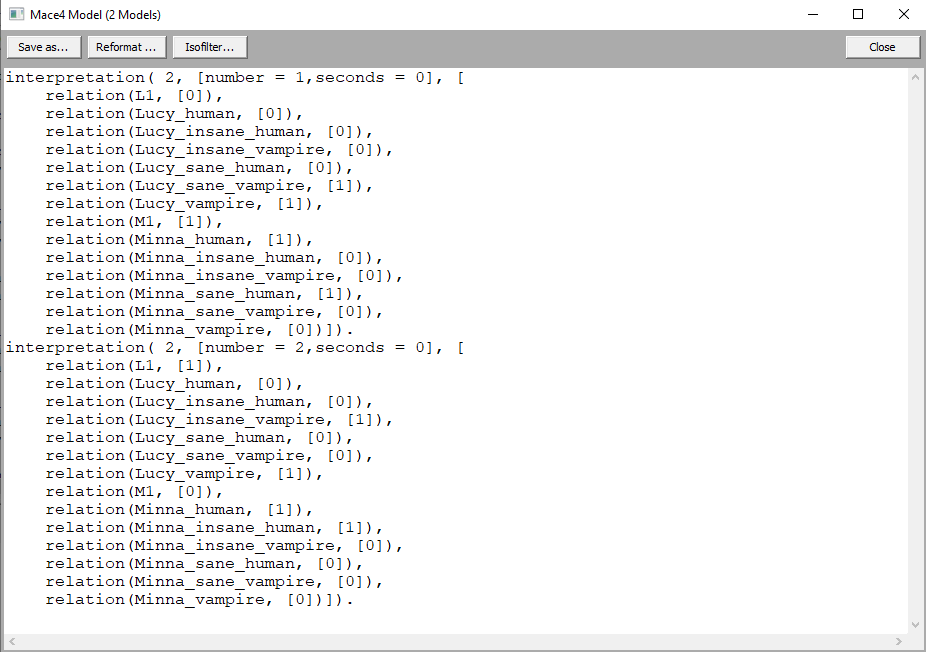 Mace4 Model (2 Models)
Save as... Reformat ... Isofilter... Close
interpretation( 2, [number = 1,seconds = 0], [
    relation(L1, [0]),
    relation(Lucy_human, [0]),
    relation(Lucy_insane_human, [0]),
    relation(Lucy_insane_vampire, [0]),
    relation(Lucy_sane_human, [0]),
    relation(Lucy_sane_vampire, [1]),
    relation(Lucy_vampire, [1]),
    relation(M1, [1]),
    relation(Minna_human, [1]),
    relation(Minna_insane_human, [0]),
    relation(Minna_insane_vampire, [0]),
    relation(Minna_sane_human, [1]),
    relation(Minna_sane_vampire, [0]),
    relation(Minna_vampire, [0])]).
interpretation( 2, [number = 2,seconds = 0], [
    relation(L1, [1]),
    relation(Lucy_human, [0]),
    relation(Lucy_insane_human, [0]),
    relation(Lucy_insane_vampire, [1]),
    relation(Lucy_sane_human, [0]),
    relation(Lucy_sane_vampire, [0]),
    relation(Lucy_vampire, [1]),
    relation(M1, [0]),
    relation(Minna_human, [1]),
    relation(Minna_insane_human, [1]),
    relation(Minna_insane_vampire, [0]),
    relation(Minna_sane_human, [0]),
    relation(Minna_sane_vampire, [0]),
    relation(Minna_vampire, [0])]).